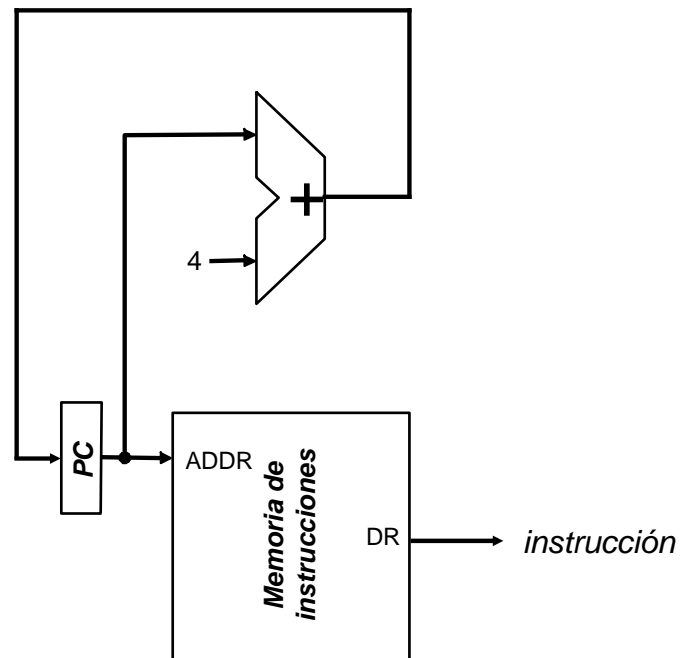 +
4
PC
ADDR
Memoria de
instrucciones
DR
instrucción